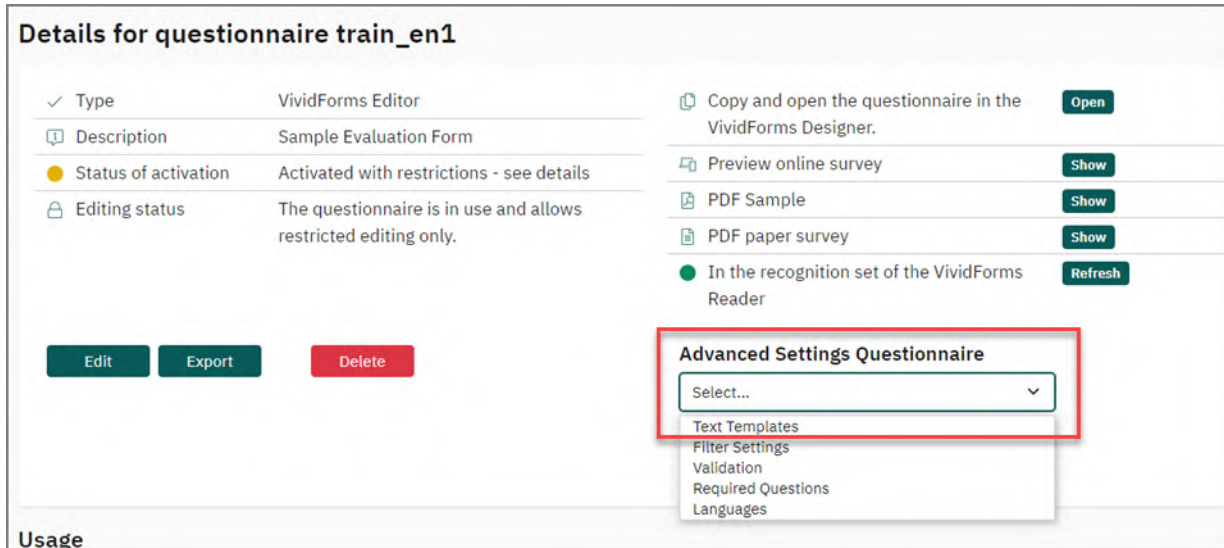 Details for questionnaire train_en1
Type VividForms Editor
Description Sample Evaluation Form
Status of activation Activated with restrictions - see details
Editing status The questionnaire is in use and allows
restricted editing only.
Edit Export Delete
Copy and open the questionnaire in the Open
VividForms Designer.
Preview online survey Show
PDF Sample Show
PDF paper survey Show
In the recognition set of the VividForms Refresh
Reader
Advanced Settings Questionnaire
Select...
Text Templates
Filter Settings
Validation
Required Questions
Languages
Usage